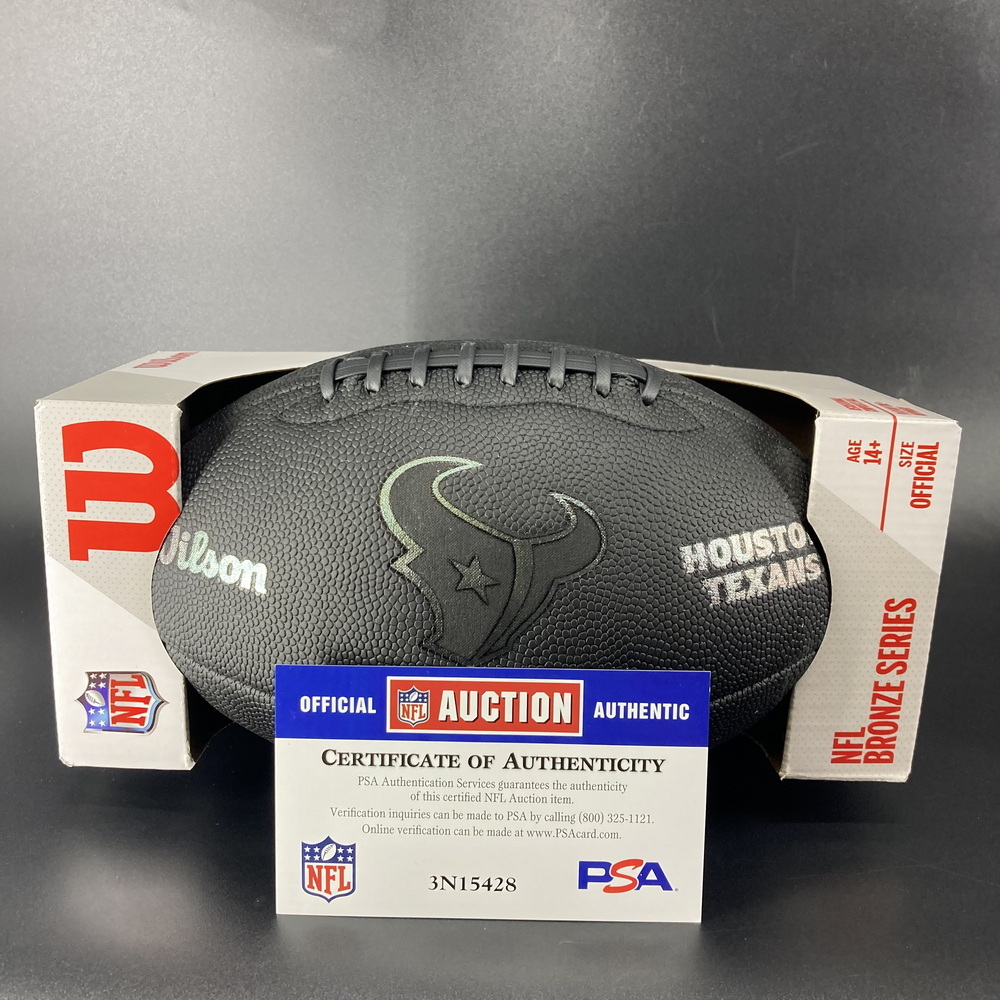 Wilson
AGE
14+
SIZE
OFFICIAL
NFL
BRONZE SERIES
NFL
Wilson
HOUSTON
TEXANS
OFFICIAL
NFL
AUCTION
AUTHENTIC
CERTIFICATE OF AUTHENTICITY
PSA Authentication Services guarantees the authenticity
of this certified NFL Auction item.
Verification inquiries can be made to PSA by calling (800) 325-1121.
Online verification can be made at www.PSAcard.com.
NFL
3N15428
PSA